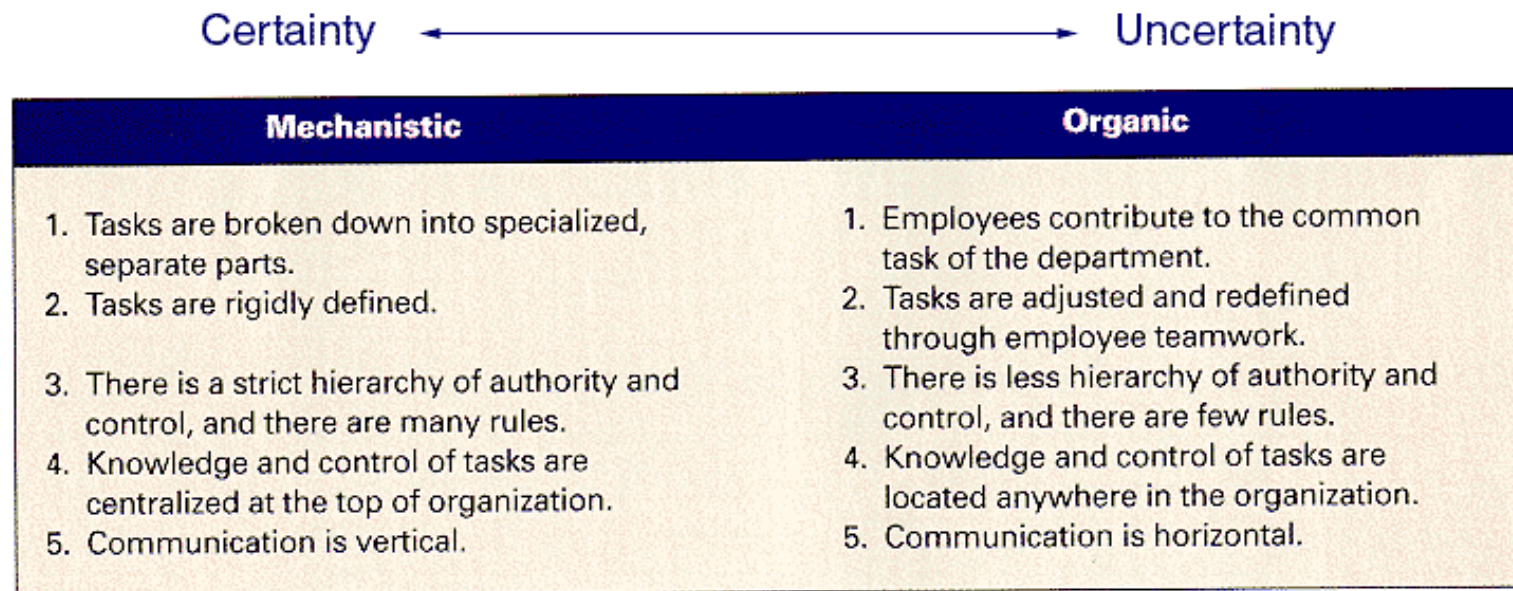 Certainty Uncertainty
Mechanistic Organic
1. Tasks are broken down into specialized,
separate parts.
2. Tasks are rigidly defined.
3. There is a strict hierarchy of authority and
control, and there are many rules.
4. Knowledge and control of tasks are
centralized at the top of organization.
5. Communication is vertical.
1. Employees contribute to the common
task of the department.
2. Tasks are adjusted and redefined
through employee teamwork.
3. There is less hierarchy of authority and
control, and there are few rules.
4. Knowledge and control of tasks are
located anywhere in the organization.
5. Communication is horizontal.